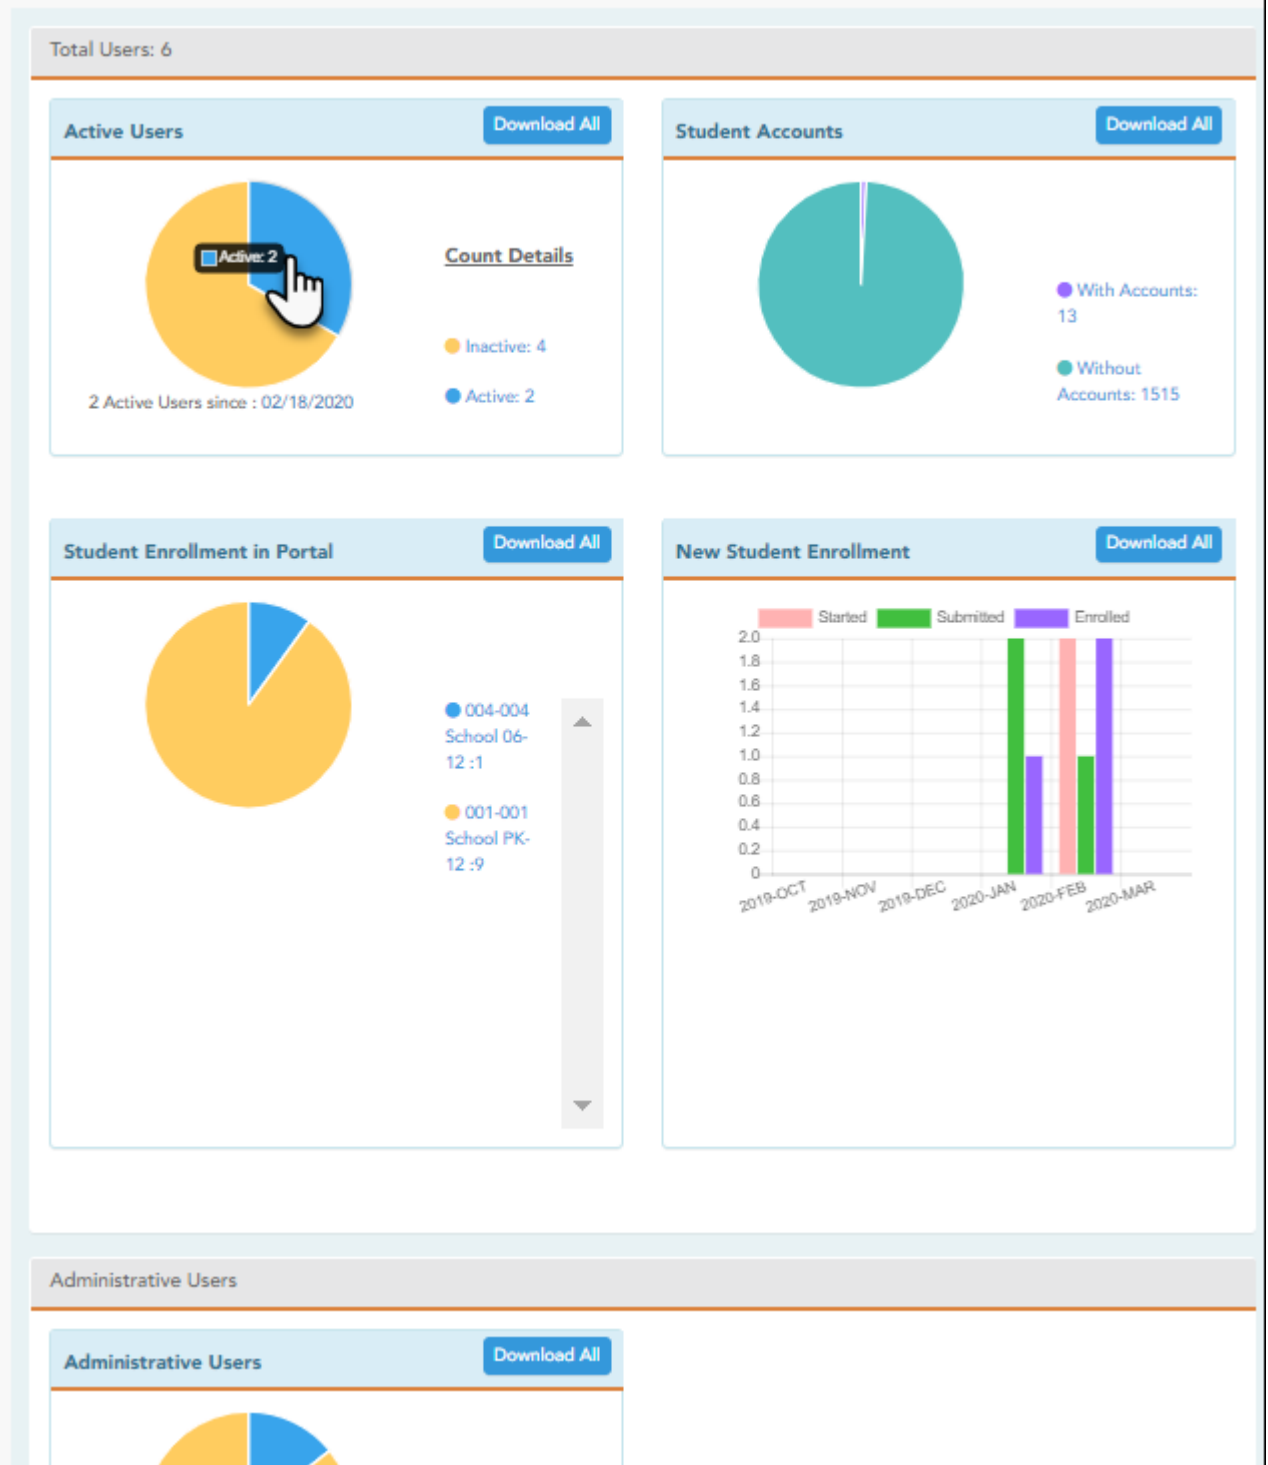 Total Users: 6
Active Users
Download All
Active: 2
Count Details
Inactive: 4
Active: 2
2 Active Users since : 02/18/2020
Student Accounts
Download All
With Accounts:
13
Without
Accounts: 1515
Student Enrollment in Portal
Download All
004-004
School 06-
12 :1
001-001
School PK-
12 :9
New Student Enrollment
Download All
Started Submitted Enrolled
2.0
1.8
1.6
1.4
1.2
1.0
0.8
0.6
0.4
0.2
0
2019-OCT 2019-NOV 2019-DEC 2020-JAN 2020-FEB 2020-MAR
Administrative Users
Administrative Users
Download All